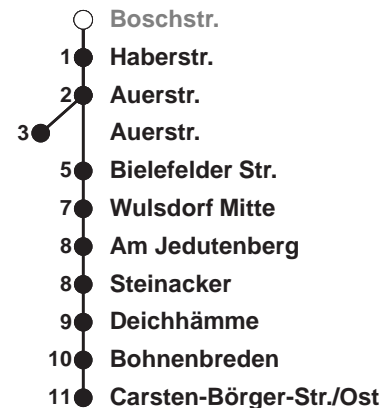 Boschstr.
1 Haberstr.
2 Auerstr.
3 Auerstr.
5 Bielefelder Str.
7 Wulsdorf Mitte
8 Am Jedutenberg
8 Steinacker
9 Deichhämme
10 Bohnenbreden
11 Carsten-Börger-Str./Ost